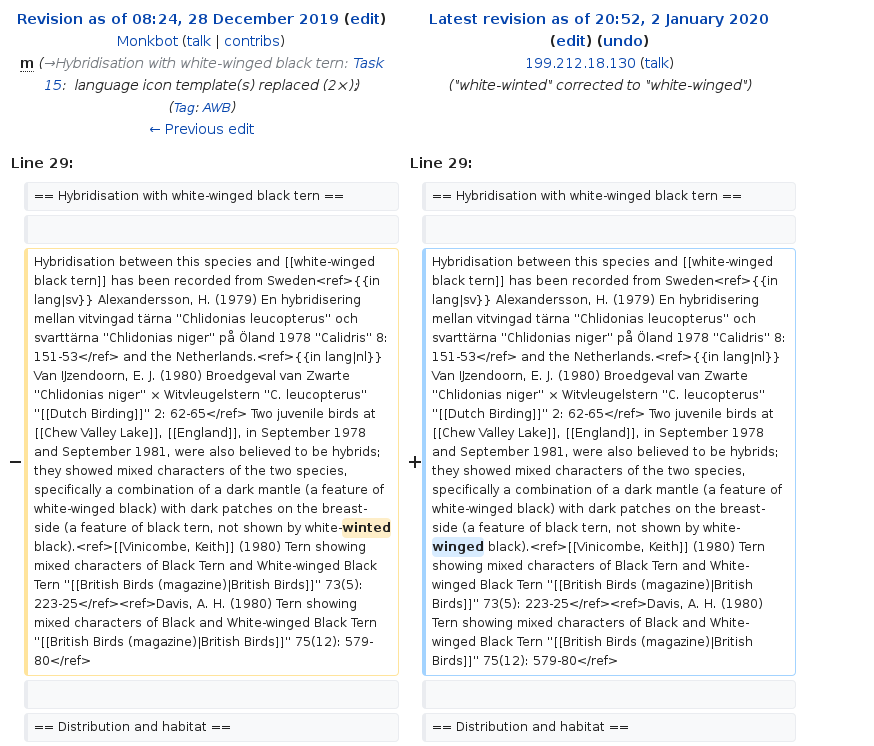 Revision as of 08:24, 28 December 2019 (edit)
Monkbot (talk | contribs)
m (→Hybridisation with white-winged black tern: Task
15: language icon template(s) replaced (2×);)
(Tag: AWB)
← Previous edit
Latest revision as of 20:52, 2 January 2020
(edit) (undo)
199.212.18.130 (talk)
("white-winted" corrected to "white-winged")
Line 29:
Line 29:
== Hybridisation with white-winged black tern ==
== Hybridisation with white-winged black tern ==
−
Hybridisation between this species and [[white-winged
black tern]] has been recorded from Sweden<ref>{{in
lang|sv}} Alexandersson, H. (1979) En hybridisering
mellan vitvingad tärna ''Chlidonias leucopterus'' och
svarttärna ''Chlidonias niger'' på Öland 1978 ''Calidris'' 8:
151-53</ref> and the Netherlands.<ref>{{in lang|nl}}
Van IJzendoorn, E. J. (1980) Broedgeval van Zwarte
''Chlidonias niger'' × Witvleugelstern ''C. leucopterus''
''[[Dutch Birding]]'' 2: 62-65</ref> Two juvenile birds at
[[Chew Valley Lake]], [[England]], in September 1978
and September 1981, were also believed to be hybrids;
they showed mixed characters of the two species,
specifically a combination of a dark mantle (a feature of
white-winged black) with dark patches on the breast-
side (a feature of black tern, not shown by white-winted
black).<ref>[[Vinicombe, Keith]] (1980) Tern showing
mixed characters of Black Tern and White-winged Black
Tern ''[[British Birds (magazine)|British Birds]]'' 73(5):
223-25</ref><ref>Davis, A. H. (1980) Tern showing
mixed characters of Black and White-winged Black Tern
''[[British Birds (magazine)|British Birds]]'' 75(12): 579-
80</ref>
+
Hybridisation between this species and [[white-winged
black tern]] has been recorded from Sweden<ref>{{in
lang|sv}} Alexandersson, H. (1979) En hybridisering
mellan vitvingad tärna ''Chlidonias leucopterus'' och
svarttärna ''Chlidonias niger'' på Öland 1978 ''Calidris'' 8:
151-53</ref> and the Netherlands.<ref>{{in lang|nl}}
Van IJzendoorn, E. J. (1980) Broedgeval van Zwarte
''Chlidonias niger'' × Witvleugelstern ''C. leucopterus''
''[[Dutch Birding]]'' 2: 62-65</ref> Two juvenile birds at
[[Chew Valley Lake]], [[England]], in September 1978
and September 1981, were also believed to be hybrids;
they showed mixed characters of the two species,
specifically a combination of a dark mantle (a feature of
white-winged black) with dark patches on the breast-
side (a feature of black tern, not shown by white-
winged black).<ref>[[Vinicombe, Keith]] (1980) Tern
showing mixed characters of Black Tern and White-
winged Black Tern ''[[British Birds (magazine)|British
Birds]]'' 73(5): 223-25</ref><ref>Davis, A. H. (1980)
Tern showing mixed characters of Black and White-
winged Black Tern ''[[British Birds (magazine)|British
Birds]]'' 75(12): 579-80</ref>
== Distribution and habitat ==
== Distribution and habitat ==